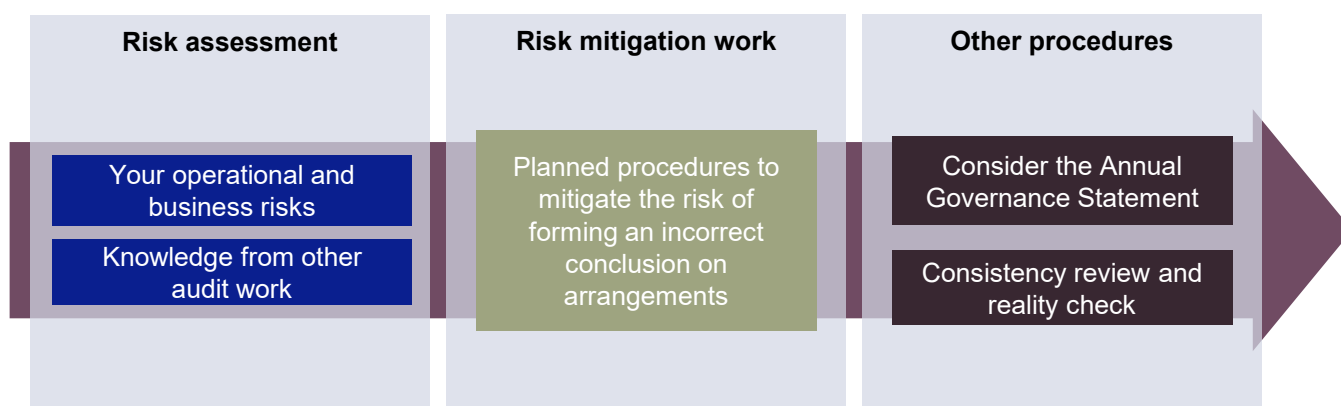 Risk assessment
Your operational and
business risks
Knowledge from other
audit work
Risk mitigation work
Planned procedures to
mitigate the risk of
forming an incorrect
conclusion on
arrangements
Other procedures
Consider the Annual
Governance Statement
Consistency review and
reality check